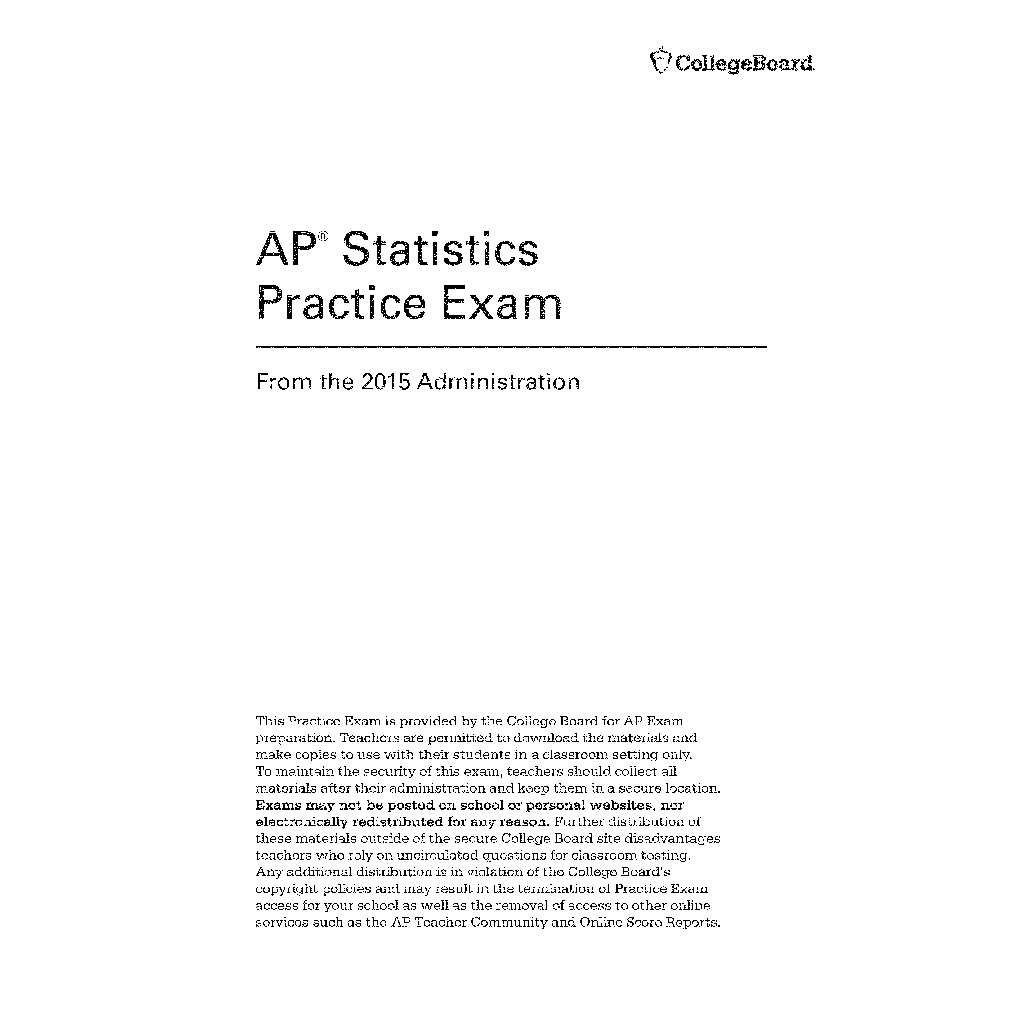 CollegeBoard
AP® Statistics
Practice Exam
From the 2015 Administration
This Practice Exam is provided by the College Board for AP Exam
preparation. Teachers are permitted to download the materials and
make copies to use with their students in a classroom setting only.
To maintain the security of this exam, teachers should collect all
materials after their administration and keep them in a secure location.
Exams may not be posted on school or personal websites, nor
electronically redistributed for any reason. Further distribution of
these materials outside of the secure College Board site disadvantages
teachers who rely on uncirculated questions for classroom testing.
Any additional distribution is in violation of the College Board's
copyright policies and may result in the termination of Practice Exam
access for your school as well as the removal of access to other online
services such as the AP Teacher Community and Online Score Reports.